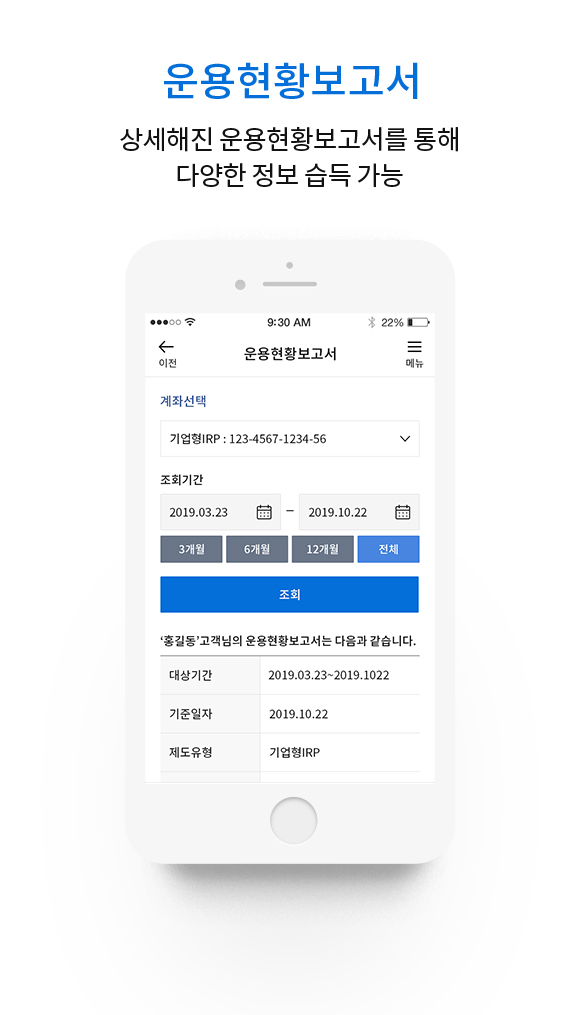 운용현황보고서
상세해진 운용현황보고서를 통해
다양한 정보 습득 가능
9:30 AM
22%
이전
운용현황보고서
메뉴
계좌선택
기업형IRP : 123-4567-1234-56
조회기간
2019.03.23 – 2019.10.22
3개월 6개월 12개월 전체
조회
‘홍길동’고객님의 운용현황보고서는 다음과 같습니다.
대상기간 2019.03.23~2019.1022
기준일자 2019.10.22
제도유형 기업형IRP